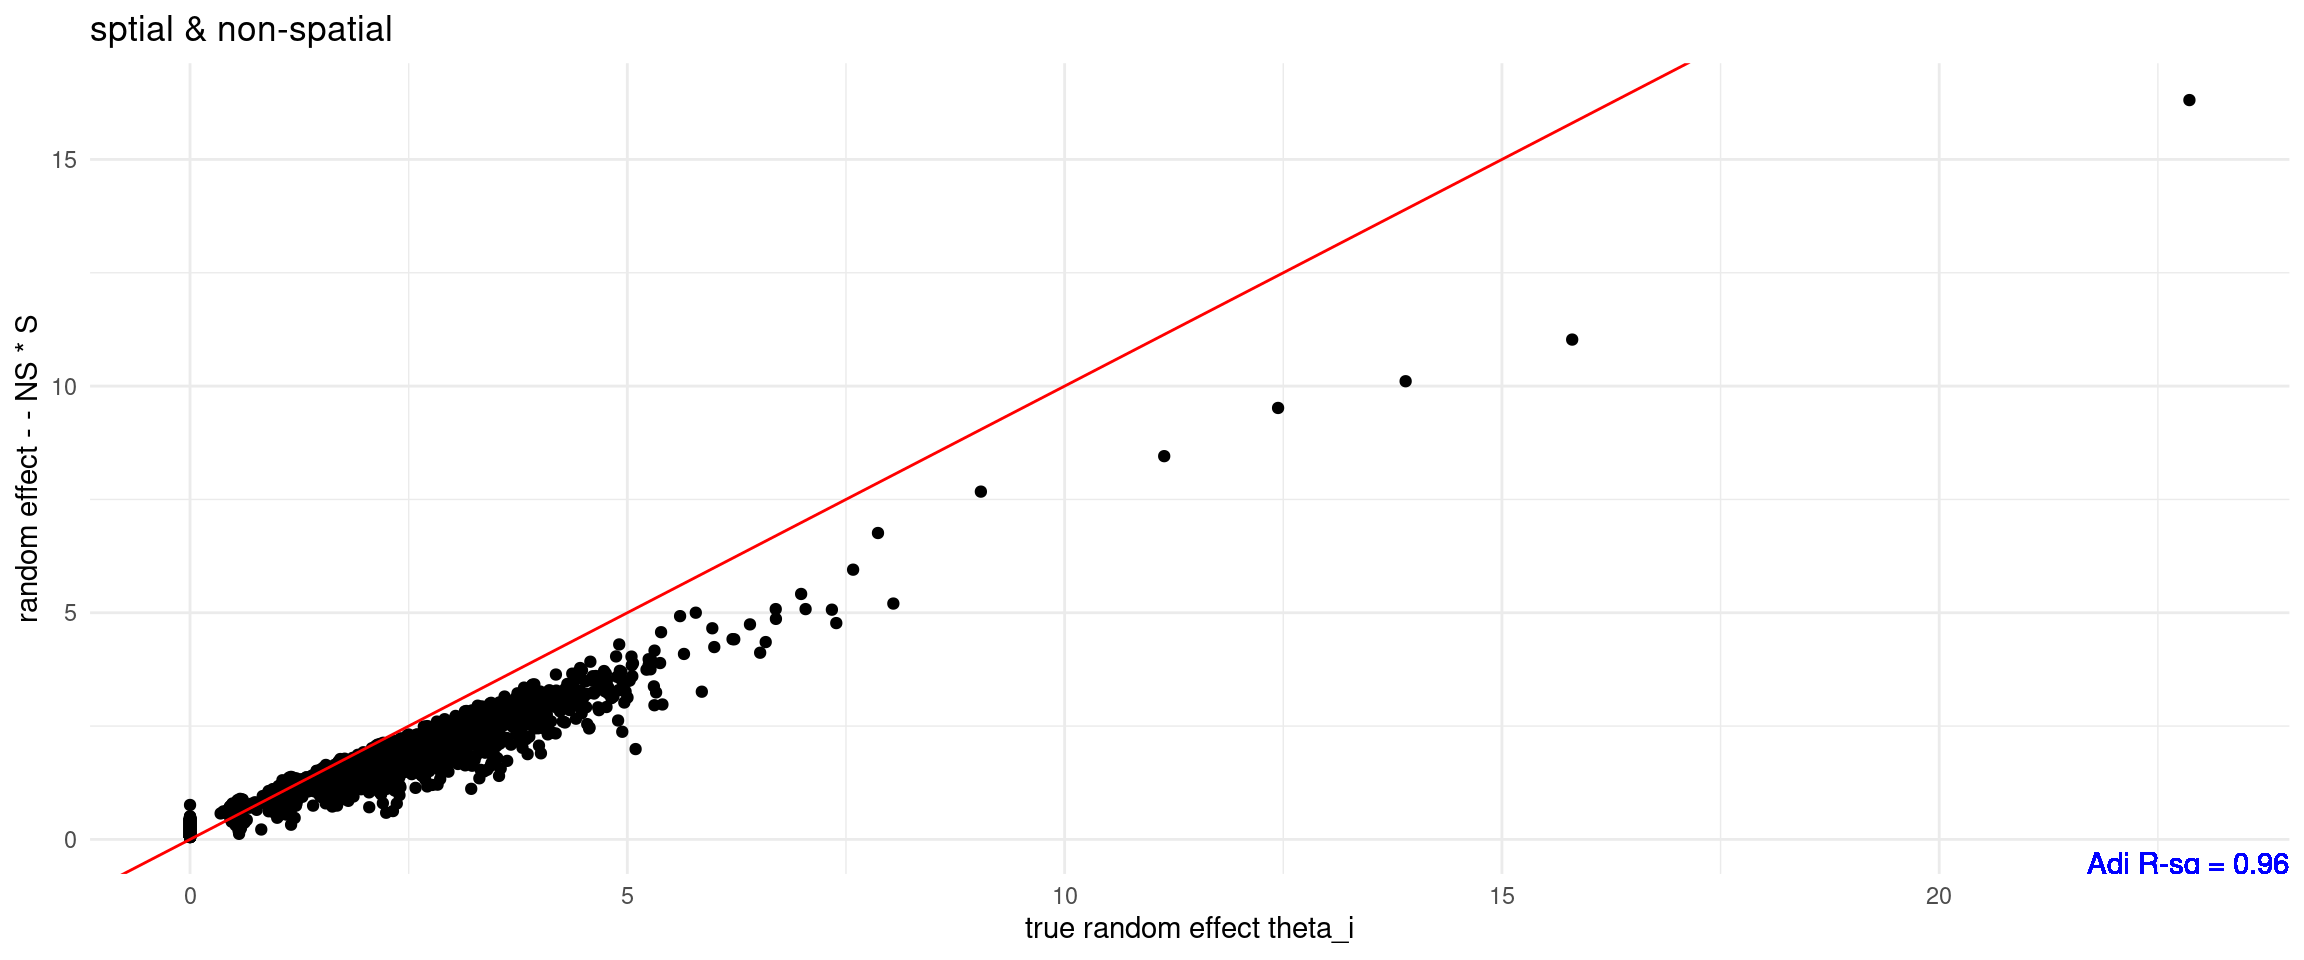 sptial & non-spatial
random effect - - NS * S
15
10
5
0
Adj R-sq = 0.96
0
5
10
15
20
true random effect theta_i